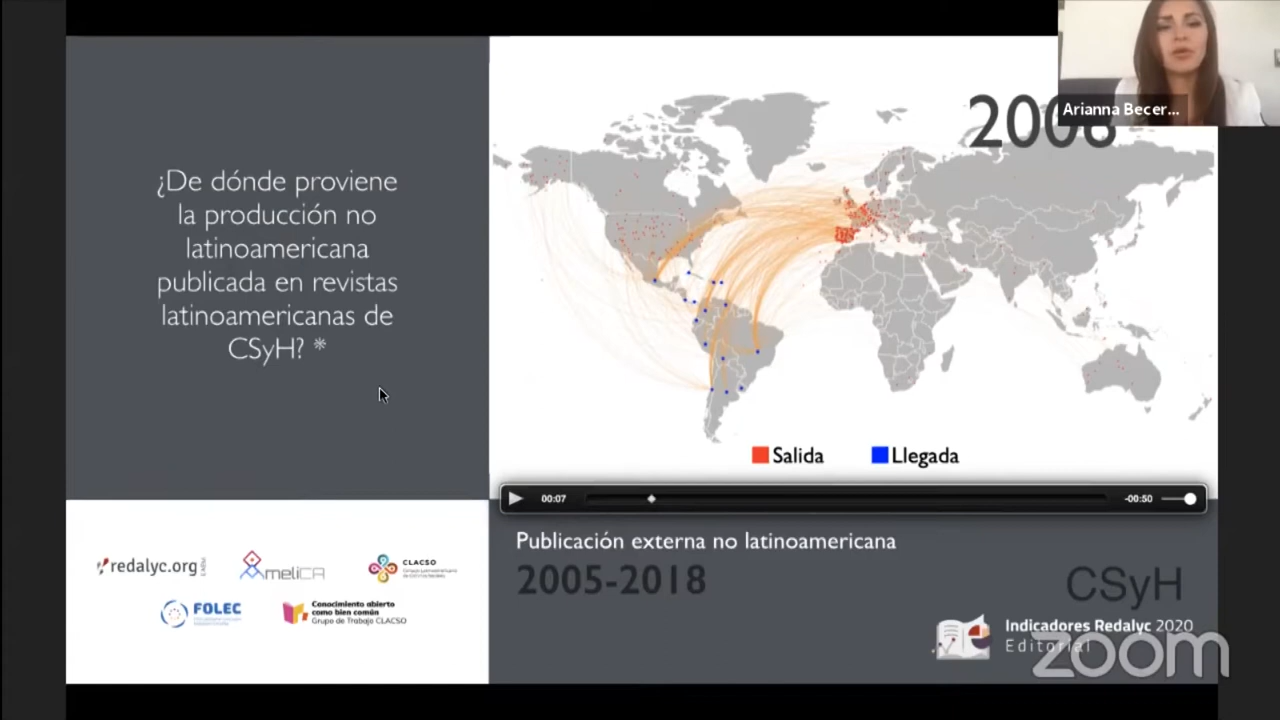 ¿De dónde proviene
la producción no
latinoamericana
publicada en revistas
latinoamericanas de
CSyH? *
Arianna Becer...
Salida
Llegada
00:07
-00:50
Publicación externa no latinoamericana
2005-2018
CSyH
Indicadores Redalyc 2020
Editorial
zoom
redalyc.org
AmeliCA
CLACSO
FOLEC
Conocimiento abierto
como bien común
Grupo de Trabajo CLACSO